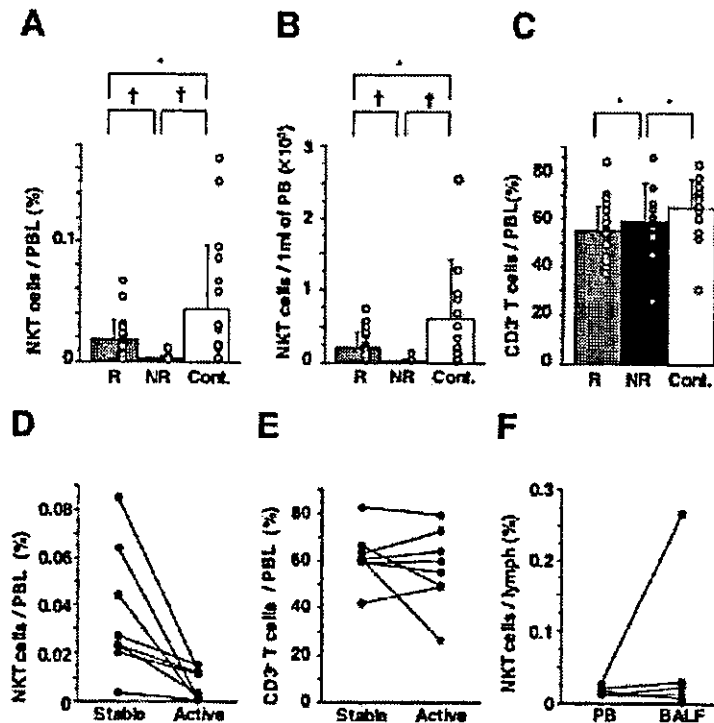 A
B
C
*
† †
NKT cells / PBL (%)
0.1
0
R NR Cont.
*
† ‡
NKT cells / 1ml of PB (×10³)
3
2
1
0
R NR Cont.
* *
CD3⁺ T cells / PBL (%)
80
60
40
20
0
R NR Cont.
D
E
F
NKT cells / PBL (%)
0.08
0.06
0.04
0.02
0
Stable Active
CD3⁺ T cells / PBL (%)
80
60
40
20
0
Stable Active
NKT cells / lymph (%)
0.3
0.2
0.1
0
PB BALF